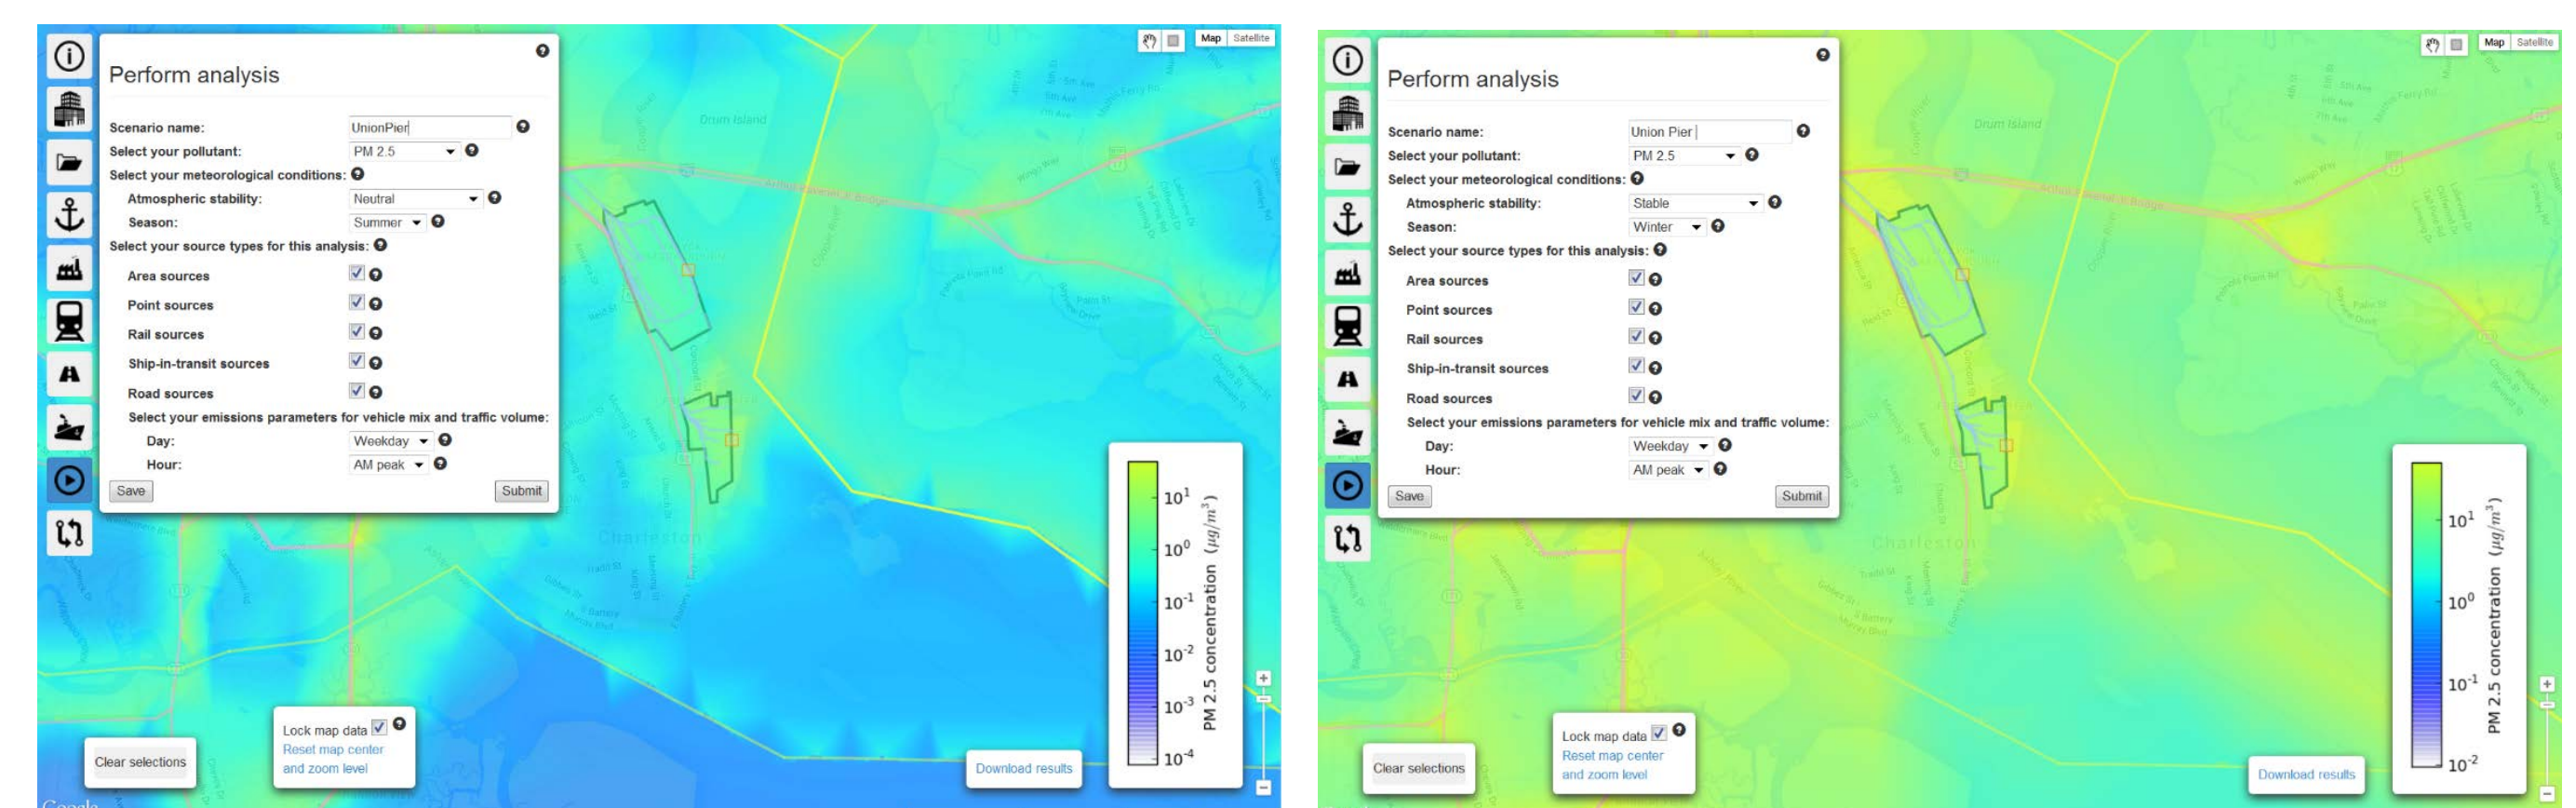 Perform analysis
Scenario name: UnionPier
Select your pollutant: PM 2.5
Select your meteorological conditions:
Atmospheric stability: Neutral
Season: Summer
Select your source types for this analysis:
Area sources
Point sources
Rail sources
Ship-in-transit sources
Road sources
Select your emissions parameters for vehicle mix and traffic volume:
Day: Weekday
Hour: AM peak
Save Submit
Map Satellite
Drum Island
Charleston
Lock map data
Reset map center
and zoom level
Clear selections
Download results
10¹
10⁰
10⁻¹
10⁻²
10⁻³
10⁻⁴
PM 2.5 concentration (μg/m³)
Google
Perform analysis
Scenario name: Union Pier
Select your pollutant: PM 2.5
Select your meteorological conditions:
Atmospheric stability: Stable
Season: Winter
Select your source types for this analysis:
Area sources
Point sources
Rail sources
Ship-in-transit sources
Road sources
Select your emissions parameters for vehicle mix and traffic volume:
Day: Weekday
Hour: AM peak
Save Submit
Map Satellite
Drum Island
Charleston
Lock map data
Reset map center
and zoom level
Clear selections
Download results
10¹
10⁰
10⁻¹
10⁻²
PM 2.5 concentration (μg/m³)